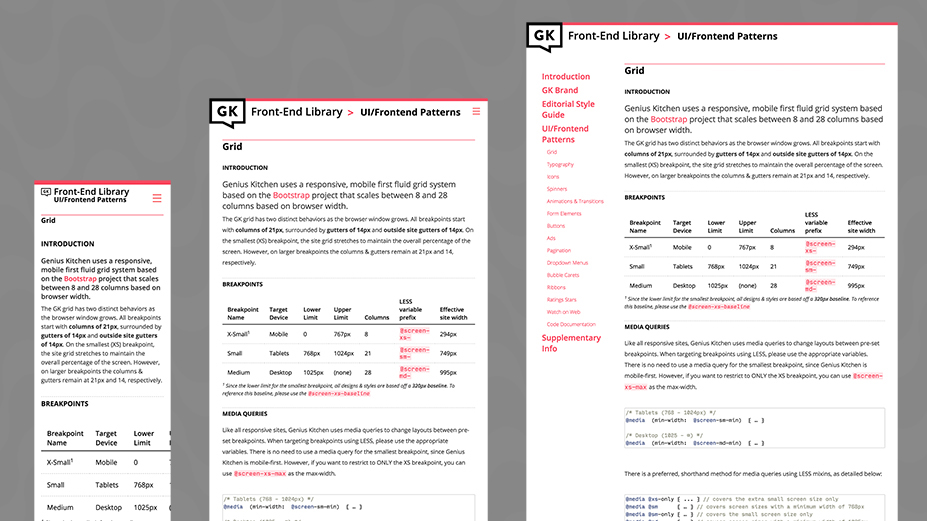 GK
Front-End Library
UI/Frontend Patterns
Grid
INTRODUCTION
Genius Kitchen uses a responsive,
mobile first fluid grid system based
on the Bootstrap project that scales
between 8 and 28 columns based on
browser width.
The GK grid has two distinct behaviors as
the browser window grows. All breakpoints
start with columns of 21px, surrounded by
gutters of 14px and outside site gutters
of 14px. On the smallest (XS) breakpoint,
the site grid stretches to maintain the
overall percentage of the screen. However,
on larger breakpoints the columns &
gutters remain at 21px and 14, respectively.
BREAKPOINTS
Breakpoint Name Target Device Lower Limit
X-Small¹ Mobile 0
Small Tablets 768px
Medium Desktop 1025px
GK Front-End Library > UI/Frontend Patterns
Grid
INTRODUCTION
Genius Kitchen uses a responsive, mobile first fluid grid system
based on the Bootstrap project that scales between 8 and 28
columns based on browser width.
The GK grid has two distinct behaviors as the browser window grows. All breakpoints start
with columns of 21px, surrounded by gutters of 14px and outside site gutters of 14px. On
the smallest (XS) breakpoint, the site grid stretches to maintain the overall percentage of the
screen. However, on larger breakpoints the columns & gutters remain at 21px and 14,
respectively.
BREAKPOINTS
Breakpoint Name Target Device Lower Limit Upper Limit Columns LESS variable prefix Effective site width
X-Small¹ Mobile 0 767px 8 @screen-xs- 294px
Small Tablets 768px 1024px 21 @screen-sm- 749px
Medium Desktop 1025px (none) 28 @screen-md- 995px
¹ Since the lower limit for the smallest breakpoint, all designs & styles are based off a 320px baseline. To
reference this baseline, please use the @screen-xs-baseline
MEDIA QUERIES
Like all responsive sites, Genius Kitchen uses media queries to change layouts between pre-
set breakpoints. When targeting breakpoints using LESS, please use the appropriate
variables. There is no need to use a media query for the smallest breakpoint, since Genius
Kitchen is mobile-first. However, if you want to restrict to ONLY the XS breakpoint, you can
use @screen-xs-max as the max-width.
/* Tablets (768 - 1024px) */
@media (min-width: @screen-sm-min) { … }
GK Front-End Library > UI/Frontend Patterns
Introduction
GK Brand
Editorial Style
Guide
UI/Frontend
Patterns
Grid
Typography
Icons
Spinners
Animations & Transitions
Form Elements
Buttons
Ads
Pagination
Dropdown Menus
Bubble Carets
Ribbons
Ratings Stars
Watch on Web
Code Documentation
Supplementary
Info
Grid
INTRODUCTION
Genius Kitchen uses a responsive, mobile first fluid grid system based
on the Bootstrap project that scales between 8 and 28 columns based
on browser width.
The GK grid has two distinct behaviors as the browser window grows. All breakpoints start with
columns of 21px, surrounded by gutters of 14px and outside site gutters of 14px. On the
smallest (XS) breakpoint, the site grid stretches to maintain the overall percentage of the screen.
However, on larger breakpoints the columns & gutters remain at 21px and 14, respectively.
BREAKPOINTS
Breakpoint Name Target Device Lower Limit Upper Limit Columns LESS variable prefix Effective site width
X-Small¹ Mobile 0 767px 8 @screen-xs- 294px
Small Tablets 768px 1024px 21 @screen-sm- 749px
Medium Desktop 1025px (none) 28 @screen-md- 995px
¹ Since the lower limit for the smallest breakpoint, all designs & styles are based off a 320px baseline. To reference
this baseline, please use the @screen-xs-baseline
MEDIA QUERIES
Like all responsive sites, Genius Kitchen uses media queries to change layouts between pre-set
breakpoints. When targeting breakpoints using LESS, please use the appropriate variables.
There is no need to use a media query for the smallest breakpoint, since Genius Kitchen is
mobile-first. However, if you want to restrict to ONLY the XS breakpoint, you can use @screen-
xs-max as the max-width.
/* Tablets (768 - 1024px) */
@media (min-width: @screen-sm-min) { … }
/* Desktop (1025 - ∞) */
@media (min-width: @screen-md-min) { … }
There is a preferred, shorthand method for media queries using LESS mixins, as detailed below:
@media @xs-only { ... } // covers the extra small screen size only
@media @sm { … } // covers screen sizes with a minimum width of 768px
@media @sm-only { … } // covers the small screen size only